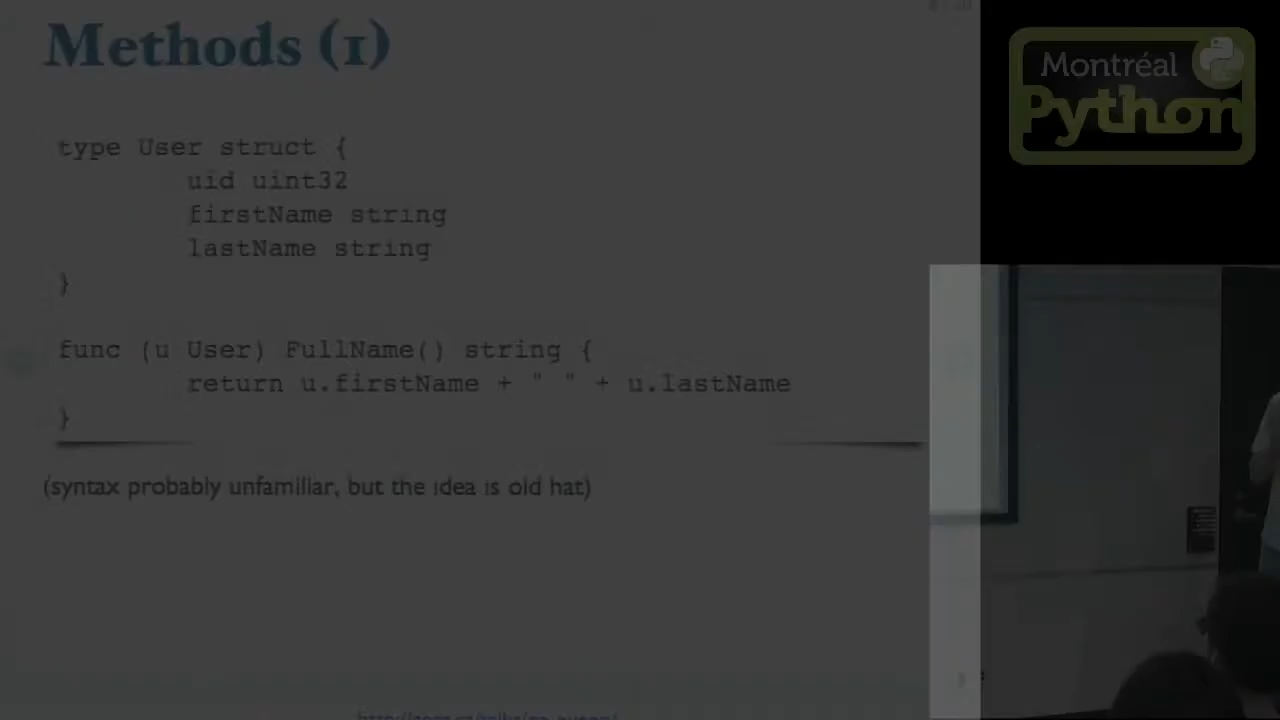 Methods (1)
type User struct {
uid uint32
firstName string
lastName string
}
func (u User) FullName() string {
return u.firstName + " " + u.lastName
}
(syntax probably unfamiliar, but the idea is old hat)
Montréal
Python